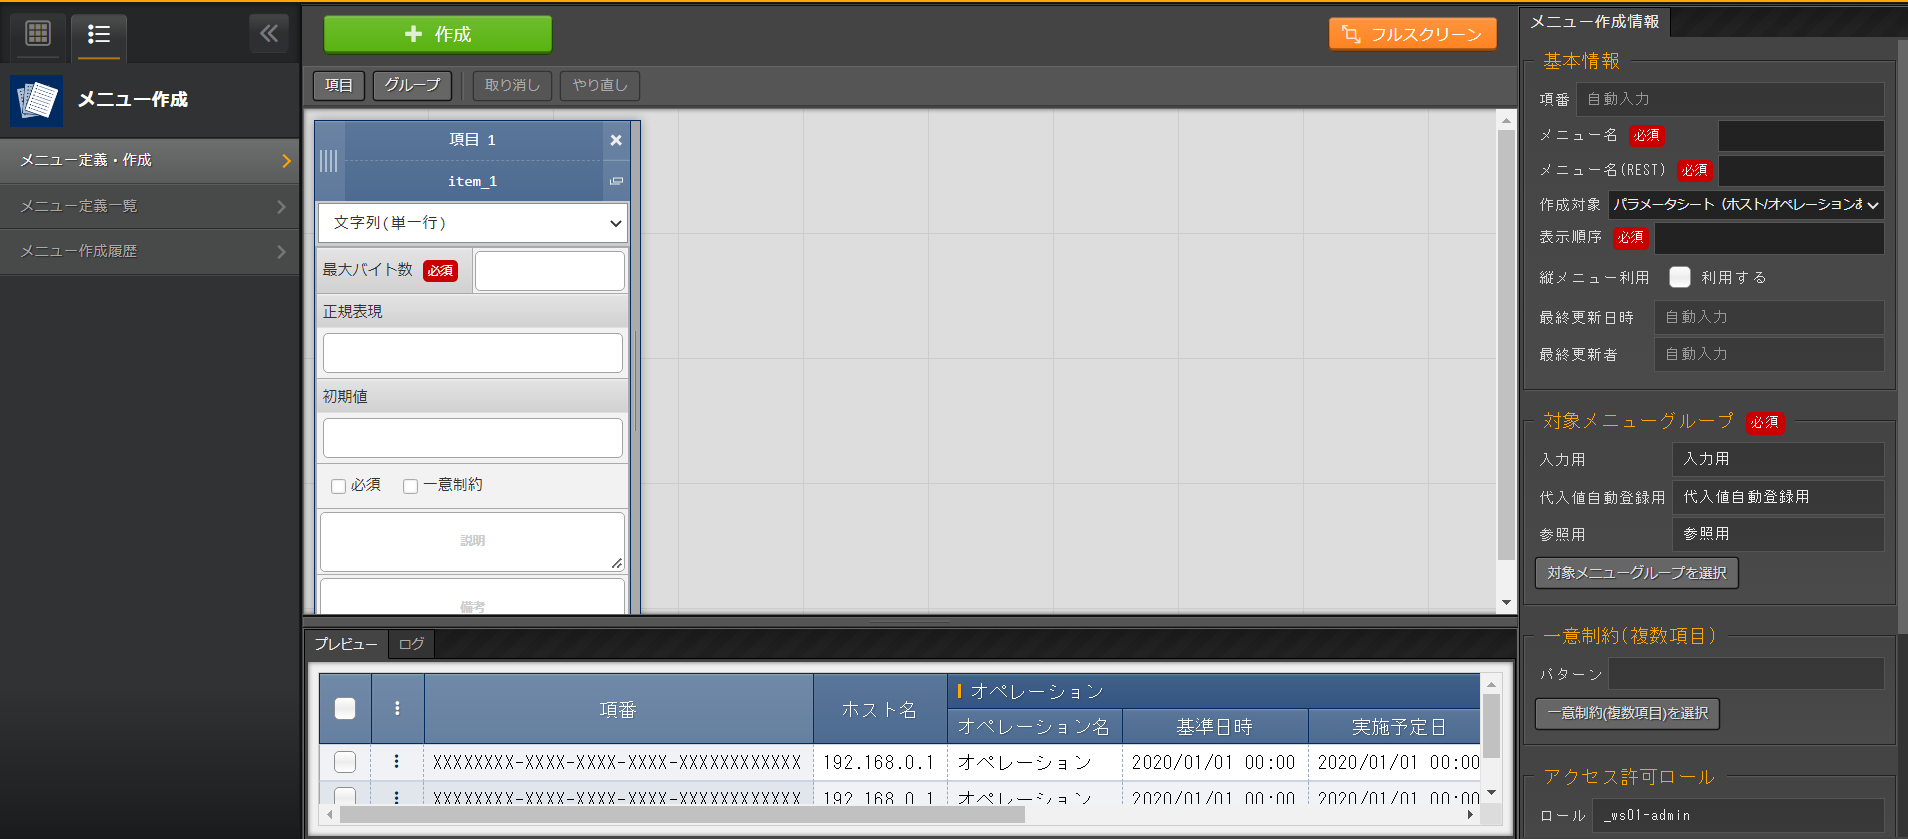 メニュー作成
メニュー定義・作成
メニュー定義一覧
メニュー作成履歴
作成
フルスクリーン
項目 グループ 取り消し やり直し
項目 1
item_1
文字列(単一行)
最大バイト数 必須
正規表現
初期値
必須 一意制約
説明
備考
プレビュー ログ
項番 ホスト名 オペレーション
オペレーション名 基準日時 実施予定日
XXXXXXXX-XXXX-XXXX-XXXX-XXXXXXXXXXXX 192.168.0.1 オペレーション 2020/01/01 00:00 2020/01/01 00:00
XXXXXXXX-XXXX-XXXX-XXXX-XXXXXXXXXXXX 192.168.0.1 オペレーション 2020/01/01 00:00 2020/01/01 00:00
メニュー作成情報
基本情報
項番 自動入力
メニュー名 必須
メニュー名(REST) 必須
作成対象 パラメータシート（ホスト/オペレーション
表示順序 必須
縦メニュー利用 利用する
最終更新日時 自動入力
最終更新者 自動入力
対象メニューグループ 必須
入力用 入力用
代入値自動登録用 代入値自動登録用
参照用 参照用
対象メニューグループを選択
一意制約(複数項目)
パターン
一意制約(複数項目)を選択
アクセス許可ロール
ロール _ws01-admin